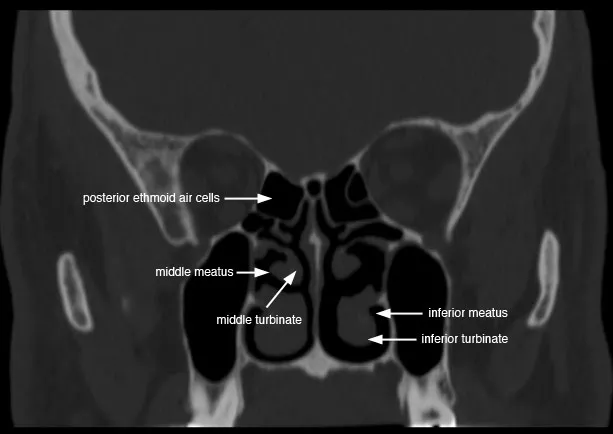 posterior ethmoid air cells
middle meatus
middle turbinate
inferior meatus
inferior turbinate